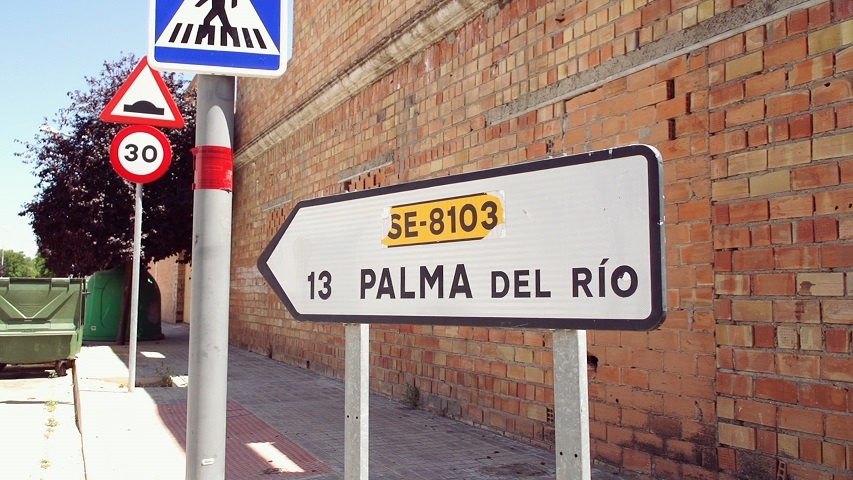 30
SE-8103
13 PALMA DEL RÍO